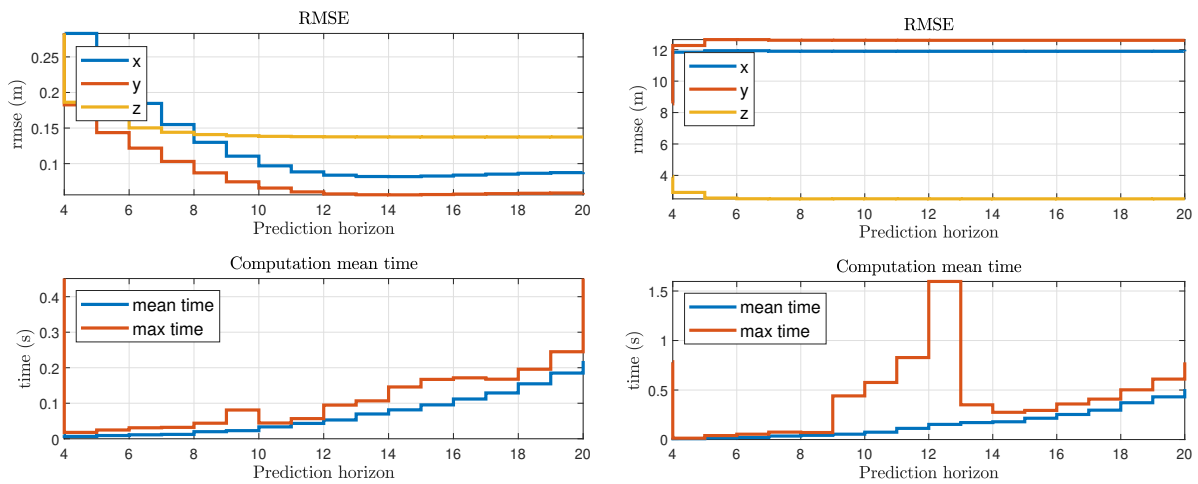 RMSE
0.25
0.2
0.15
0.1
rmse (m)
x
y
z
4 6 8 10 12 14 16 18 20
Prediction horizon
Computation mean time
0.4
0.3
0.2
0.1
0
time (s)
mean time
max time
4 6 8 10 12 14 16 18 20
Prediction horizon
RMSE
12
10
8
6
4
rmse (m)
x
y
z
4 6 8 10 12 14 16 18 20
Prediction horizon
Computation mean time
1.5
1
0.5
0
time (s)
mean time
max time
4 6 8 10 12 14 16 18 20
Prediction horizon